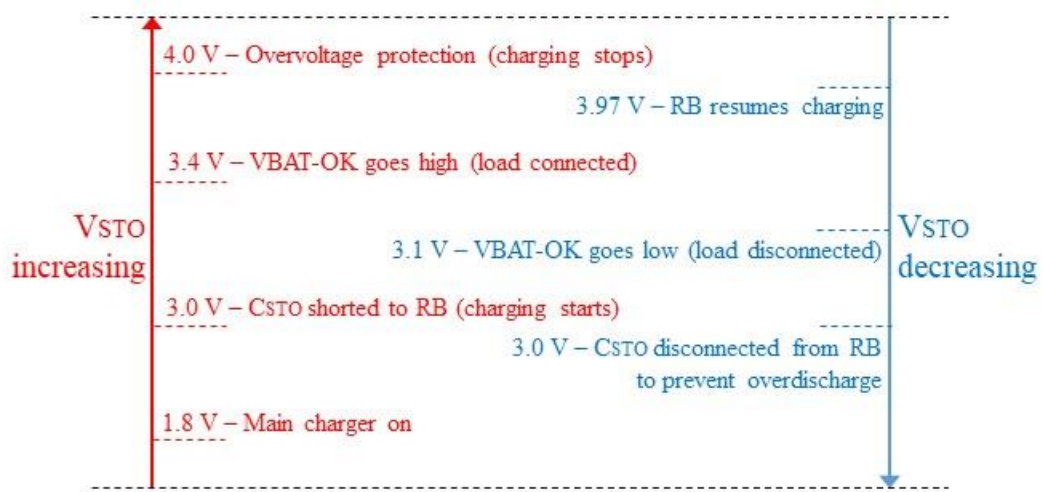 4.0 V – Overvoltage protection (charging stops)
3.97 V – RB resumes charging
3.4 V – VBAT-OK goes high (load connected)
VSTO
increasing
VSTO
decreasing
3.1 V – VBAT-OK goes low (load disconnected)
3.0 V – CSTO shorted to RB (charging starts)
3.0 V – CSTO disconnected from RB
to prevent overdischarge
1.8 V – Main charger on